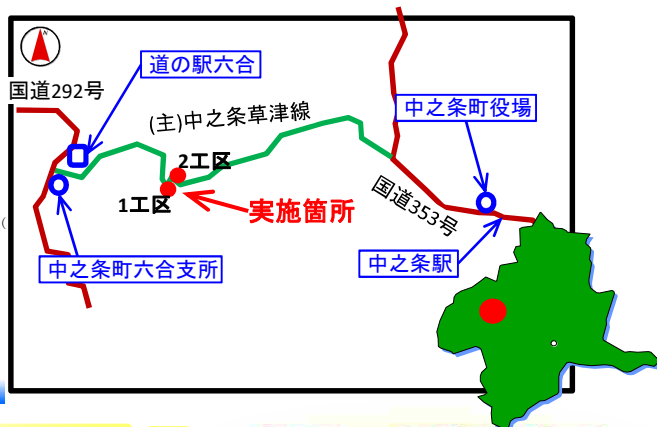 N
道の駅六合
国道292号
(主)中之条草津線
中之条町役場
2工区
1工区
実施箇所
国道353号
中之条町六合支所
中之条駅
(